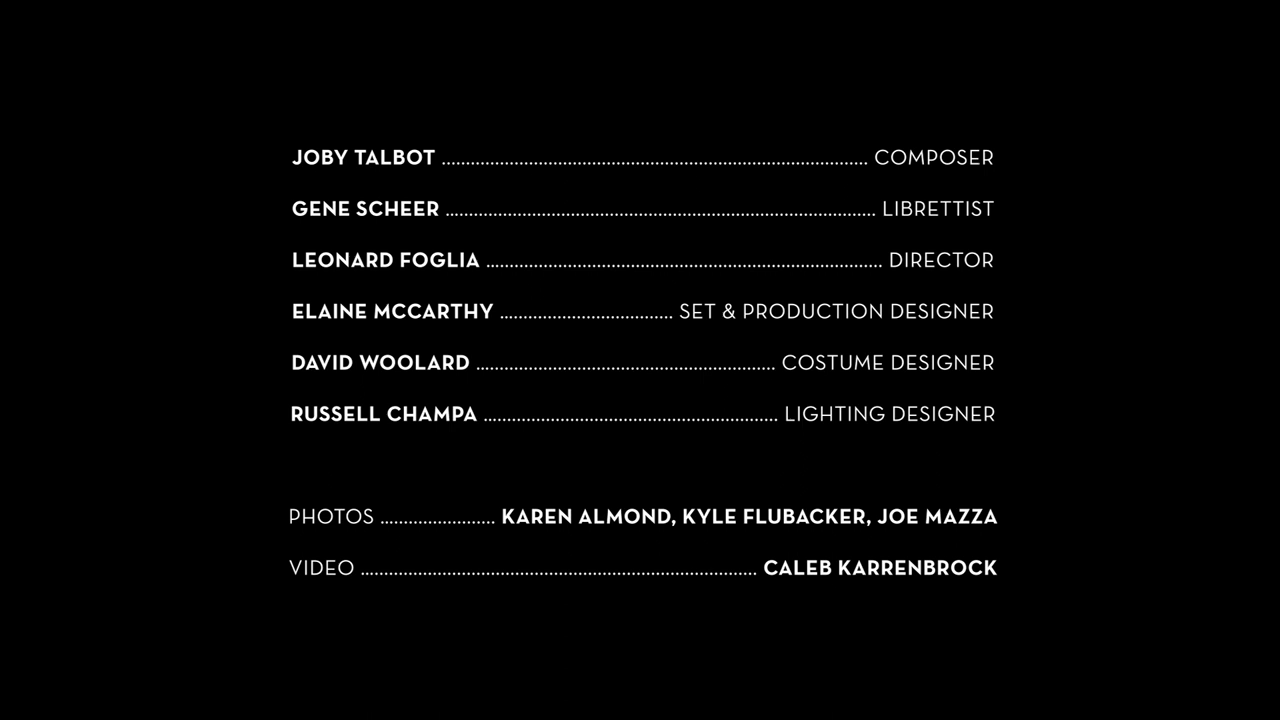 JOBY TALBOT ........................................................................... COMPOSER
GENE SCHEER ........................................................................... LIBRETTIST
LEONARD FOGLIA ..................................................................... DIRECTOR
ELAINE MCCARTHY .............................. SET & PRODUCTION DESIGNER
DAVID WOOLARD .................................................... COSTUME DESIGNER
RUSSELL CHAMPA ................................................... LIGHTING DESIGNER
PHOTOS .................... KAREN ALMOND, KYLE FLUBACKER, JOE MAZZA
VIDEO ..................................................................... CALEB KARRENBROCK